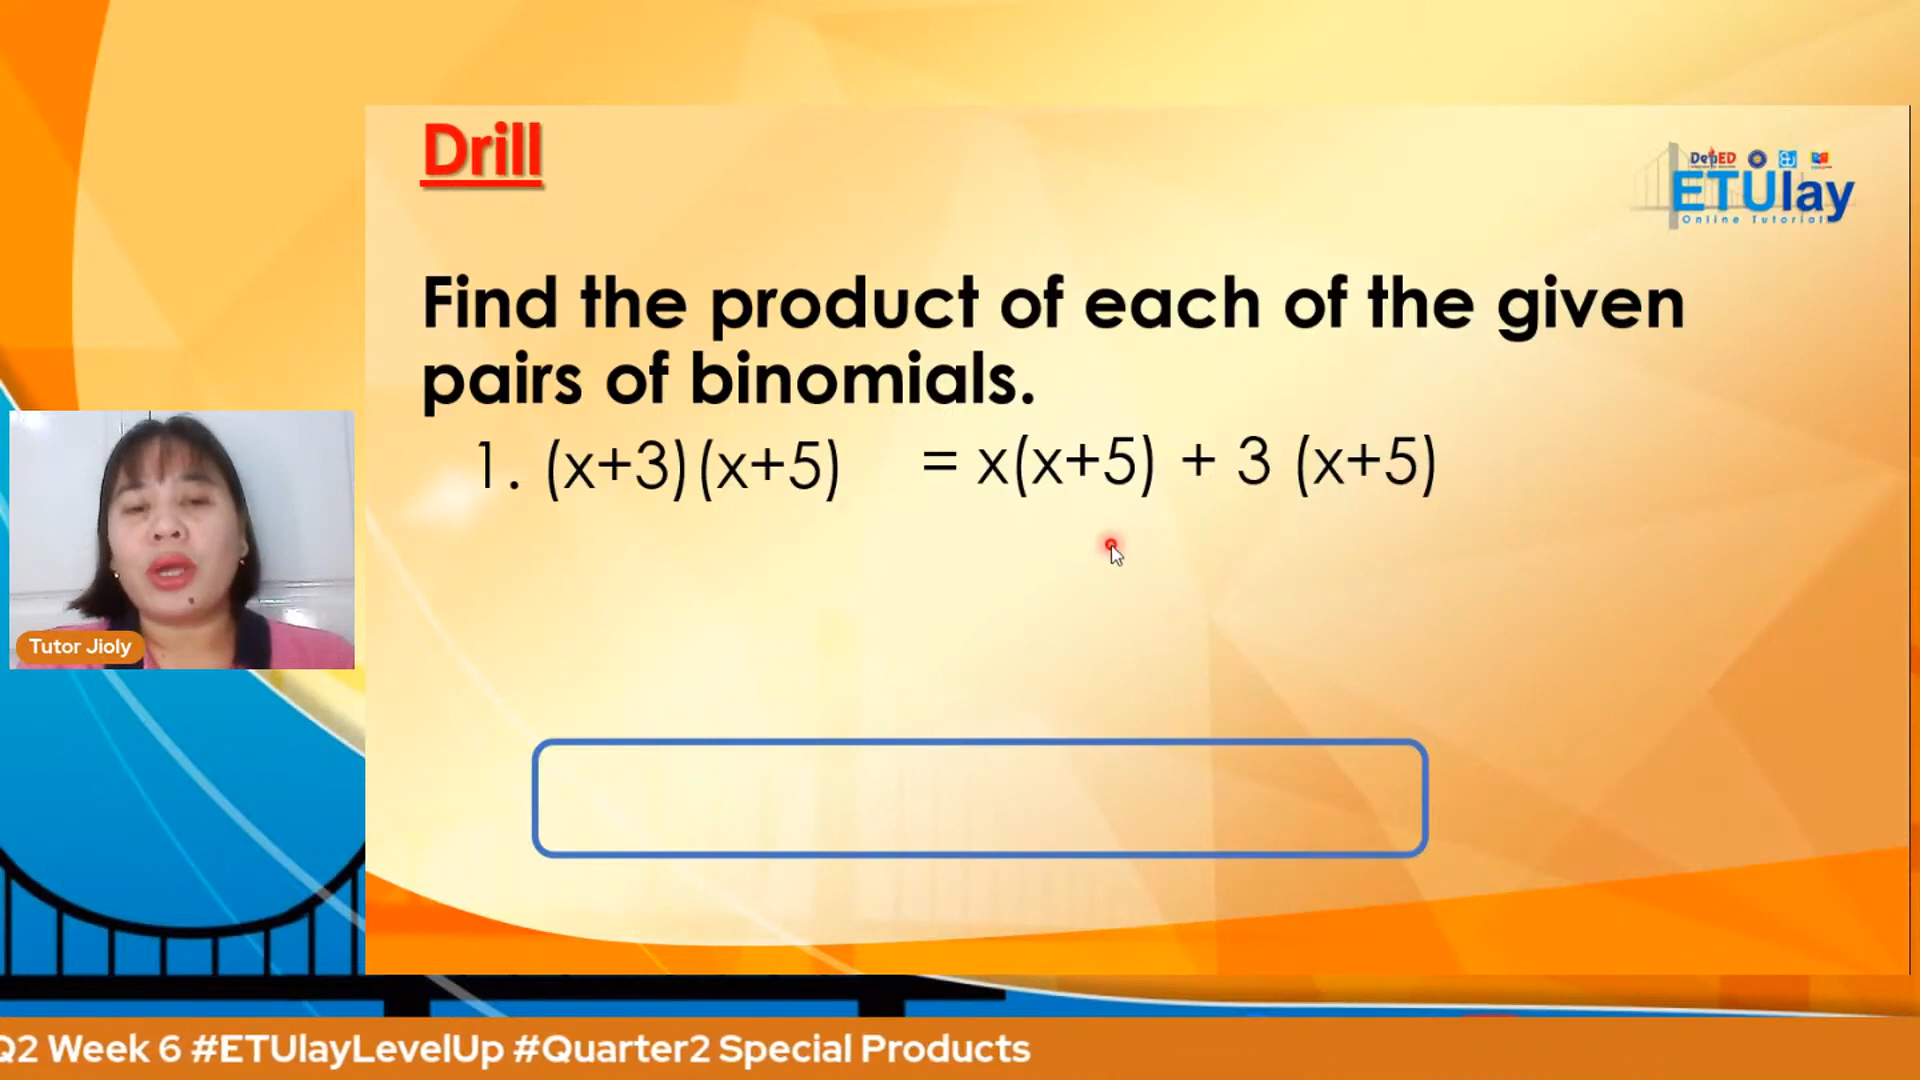 Drill
DepED
ETUlay
Online Tutorial
Find the product of each of the given
pairs of binomials.
1. (x+3)(x+5) = x(x+5) + 3 (x+5)
Tutor Jioly
Q2 Week 6 #ETUlayLevelUp #Quarter2 Special Products